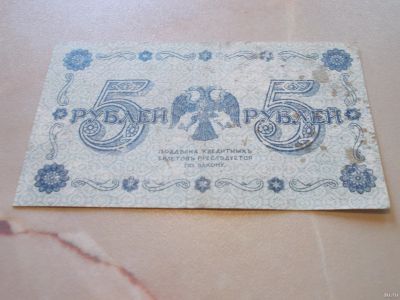 5 5
РУБЛЕЙ РУБЛЕЙ
ПОДДѢЛКА КРЕДИТНЫХЪ
БИЛЕТОВЪ ПРЕСЛѢДУЕТСЯ
ПО ЗАКОНУ.